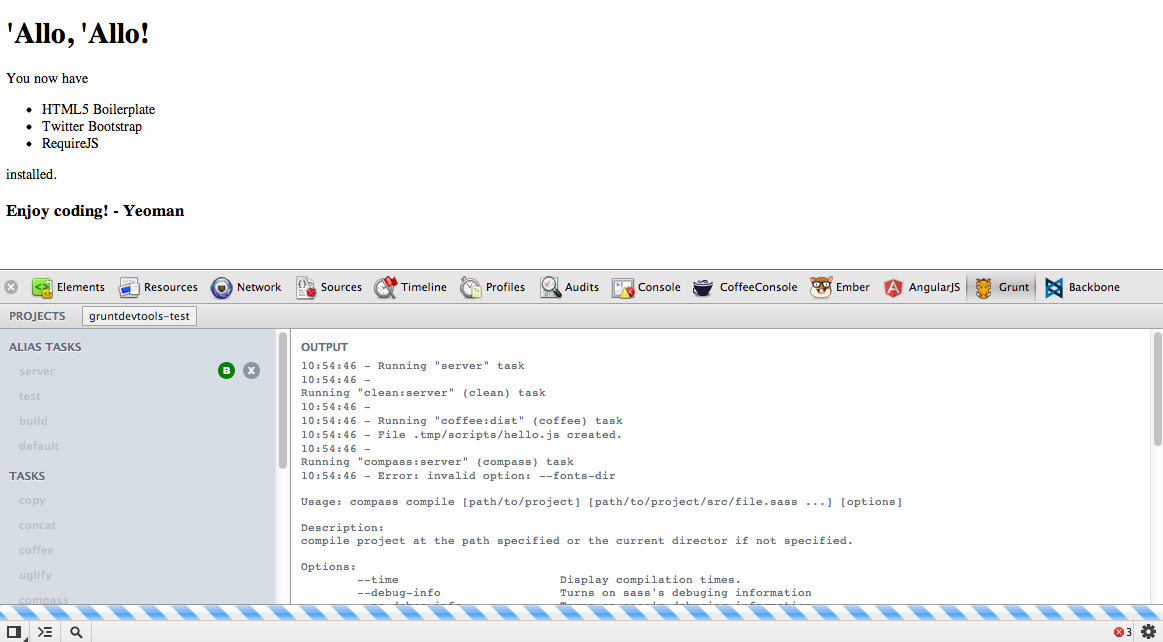 'Allo, 'Allo!
You now have
HTML5 Boilerplate
Twitter Bootstrap
RequireJS
installed.
Enjoy coding! - Yeoman
Elements Resources Network Sources Timeline Profiles Audits Console CoffeeConsole Ember AngularJS Grunt Backbone
PROJECTS gruntdevtools-test
ALIAS TASKS
server B X
test
build
default
TASKS
copy
concat
coffee
uglify
compass
OUTPUT
10:54:46 - Running "server" task
10:54:46 -
Running "clean:server" (clean) task
10:54:46 -
10:54:46 - Running "coffee:dist" (coffee) task
10:54:46 - File .tmp/scripts/hello.js created.
10:54:46 -
Running "compass:server" (compass) task
10:54:46 - Error: invalid option: --fonts-dir
Usage: compass compile [path/to/project] [path/to/project/src/file.sass ...] [options]
Description:
compile project at the path specified or the current director if not specified.
Options:
--time Display compilation times.
--debug-info Turns on sass's debuging information
3